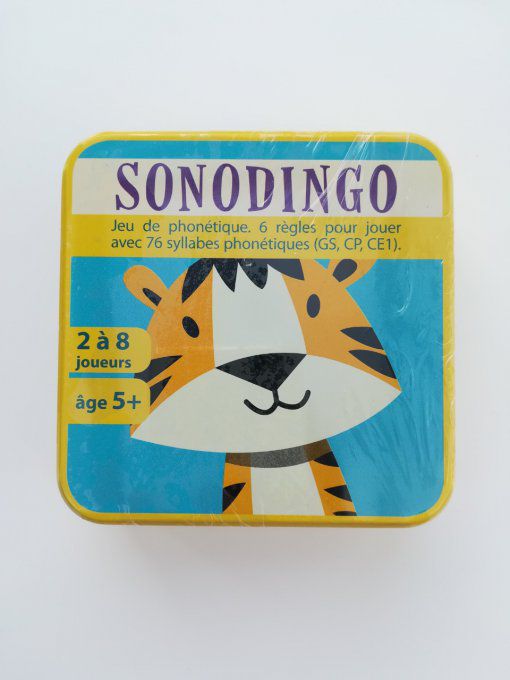 SONODINGO
Jeu de phonétique. 6 règles pour jouer
avec 76 syllabes phonétiques (GS, CP, CE1).
2 à 8
joueurs
âge 5+